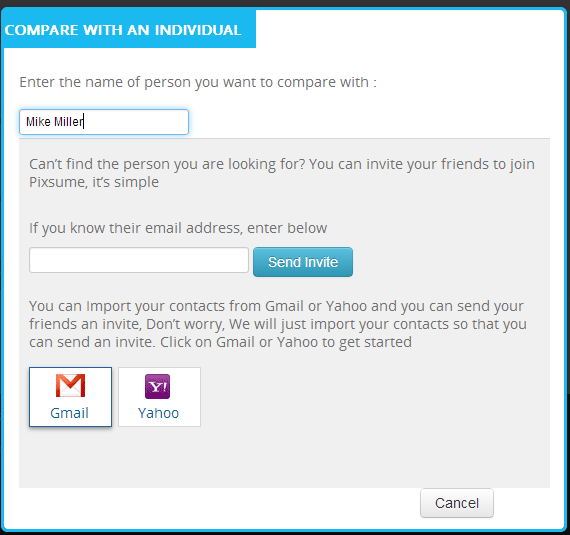 COMPARE WITH AN INDIVIDUAL
Enter the name of person you want to compare with :
Mike Miller
Can't find the person you are looking for? You can invite your friends to join
Pixsume, it's simple
If you know their email address, enter below
Send Invite
You can Import your contacts from Gmail or Yahoo and you can send your
friends an invite, Don't worry, We will just import your contacts so that you
can send an invite. Click on Gmail or Yahoo to get started
Y!
Gmail Yahoo
Cancel